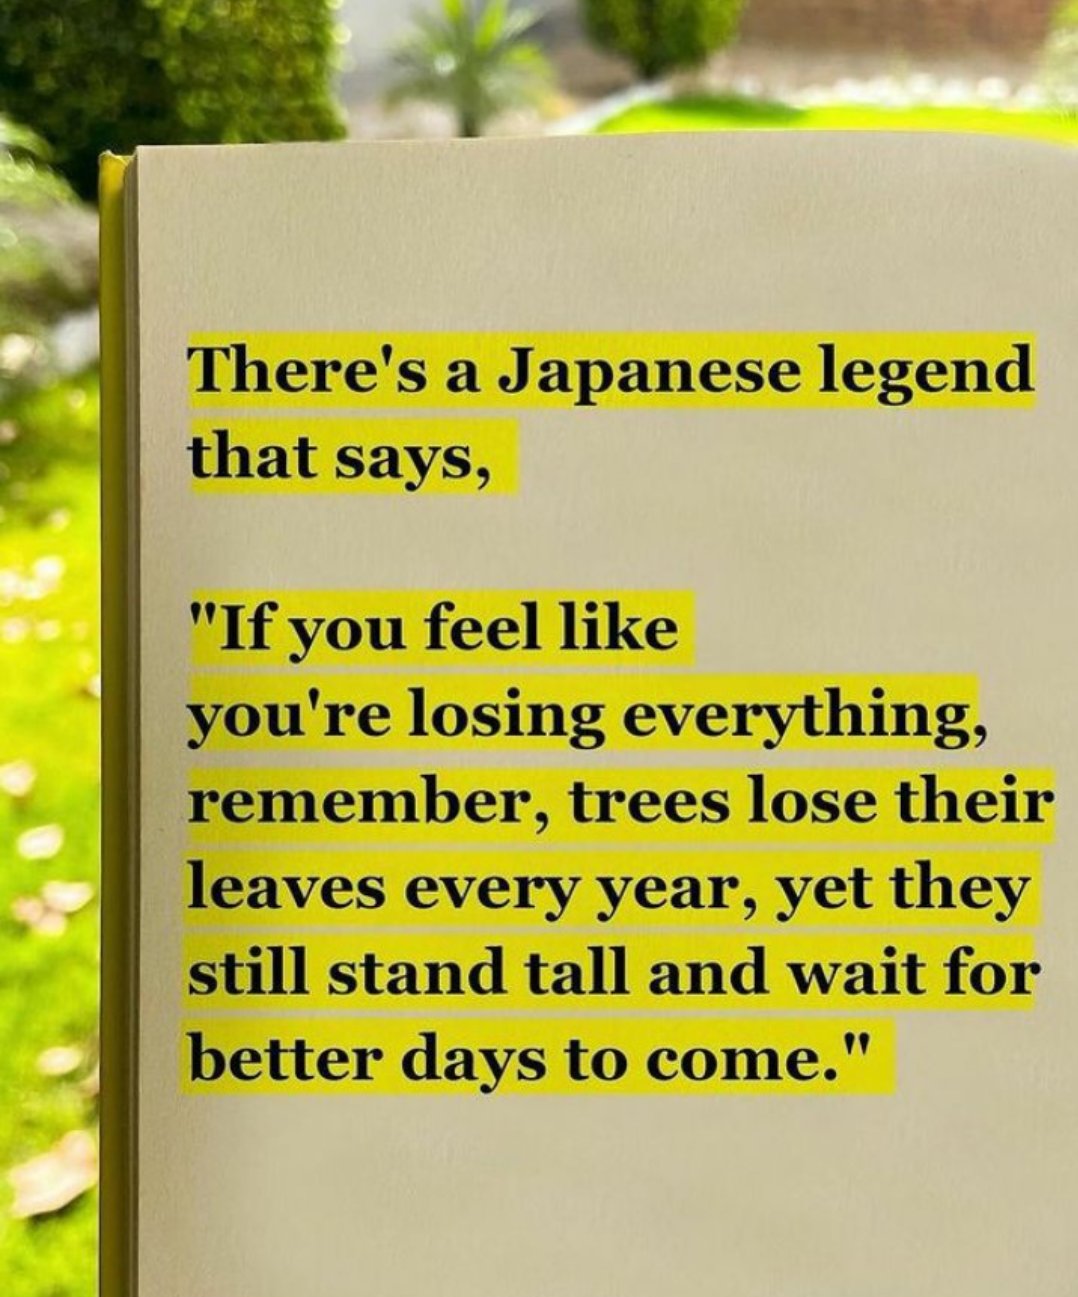 There's a Japanese legend
that says,
"If you feel like
you're losing everything,
remember, trees lose their
leaves every year, yet they
still stand tall and wait for
better days to come."